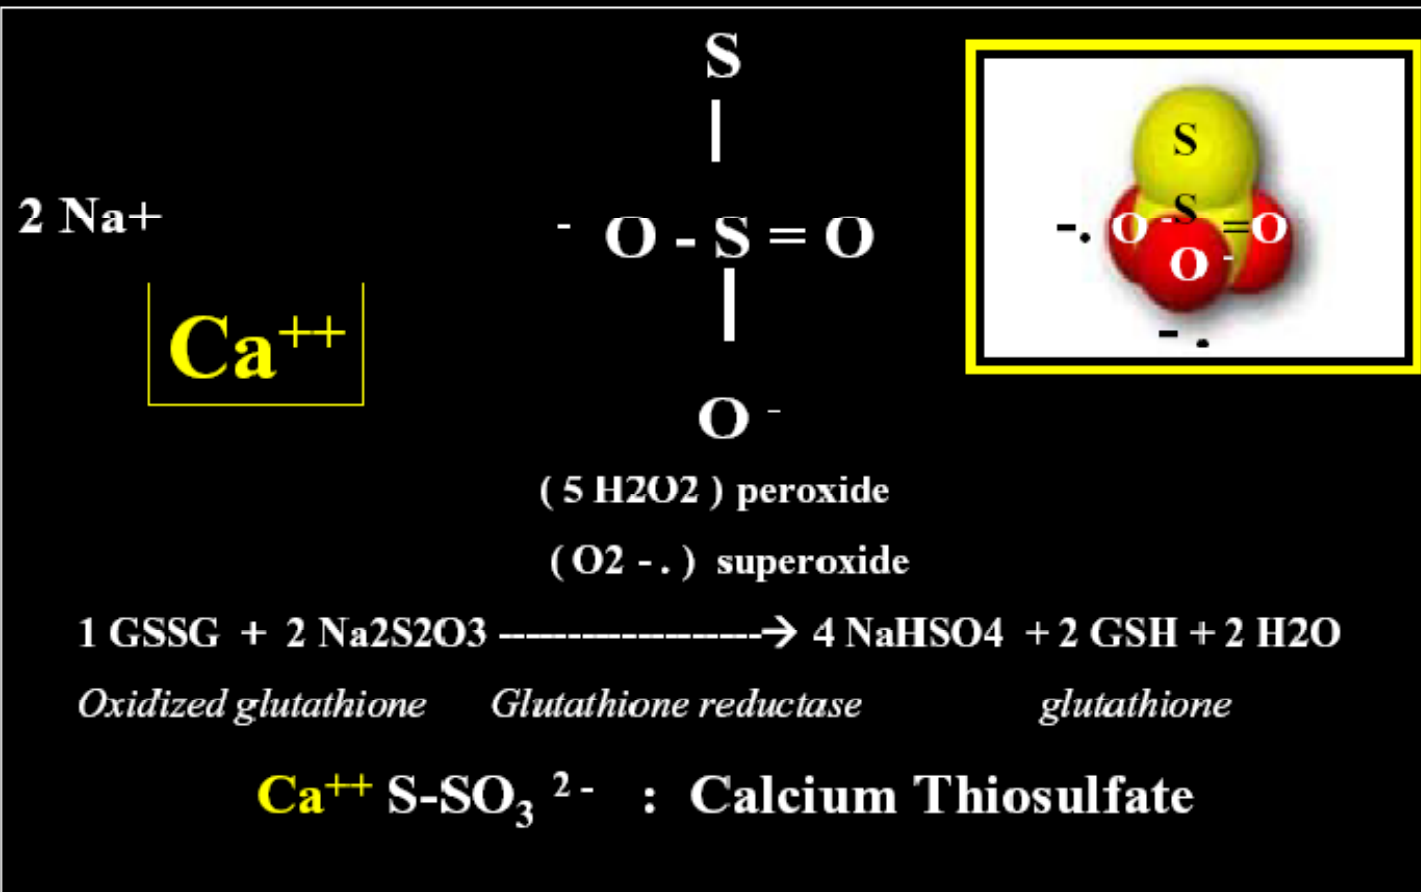 S
|
2 Na+
- O - S = O
|
Ca++
O -
S
S
-. O - =O
O -
- .
( 5 H2O2 ) peroxide
( O2 - . ) superoxide
1 GSSG + 2 Na2S2O3 -------------------→ 4 NaHSO4 + 2 GSH + 2 H2O
Oxidized glutathione Glutathione reductase glutathione
Ca++ S-SO3 2- : Calcium Thiosulfate